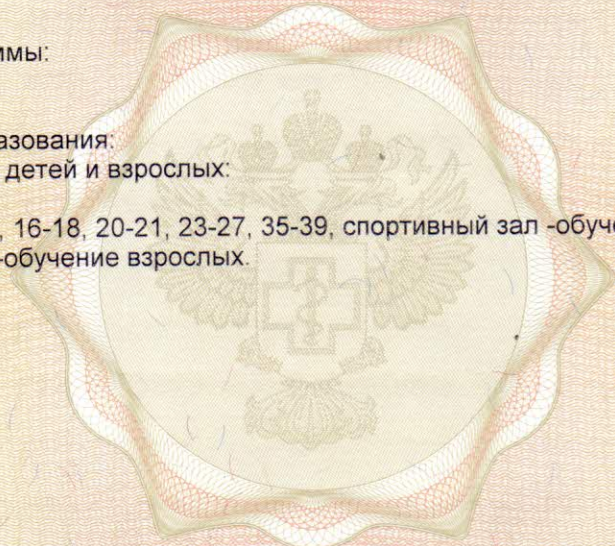 ммы:
азования:
детей и взрослых:
, 16-18, 20-21, 23-27, 35-39, спортивный зал -обуче
-обучение взрослых.